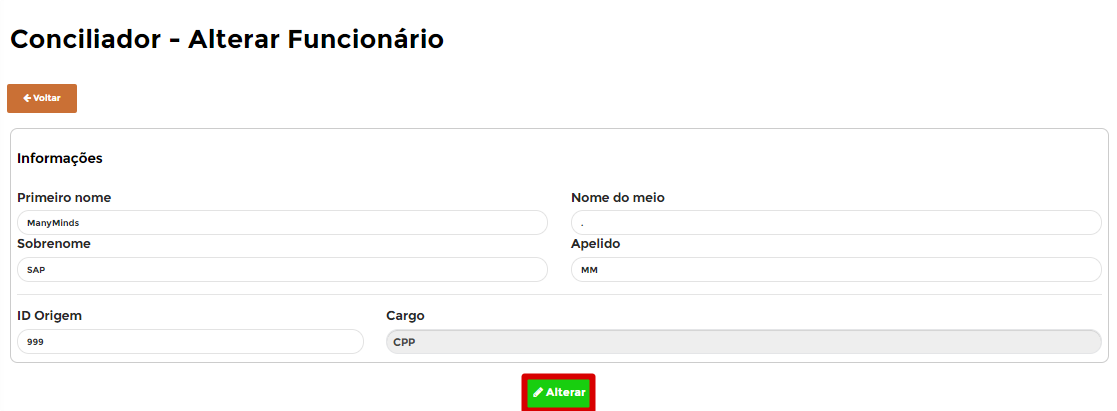 Conciliador - Alterar Funcionário
Voltar
Informações
Primeiro nome
Nome do meio
ManyMinds
.
Sobrenome
Apelido
SAP
MM
ID Origem
Cargo
999
CPP
Alterar